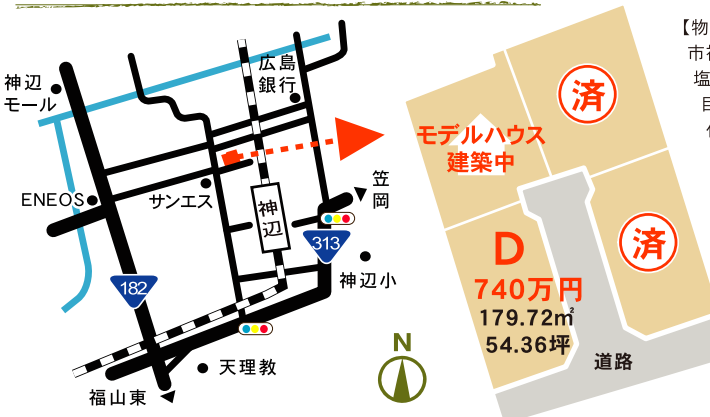 神辺
モール
広島
銀行
ENEOS
サンエス
神辺
笠岡
313
神辺小
182
天理教
福山東
N
モデルハウス
建築中
済
済
D
740万円
179.72㎡
54.36坪
道路
【物
市神
塩